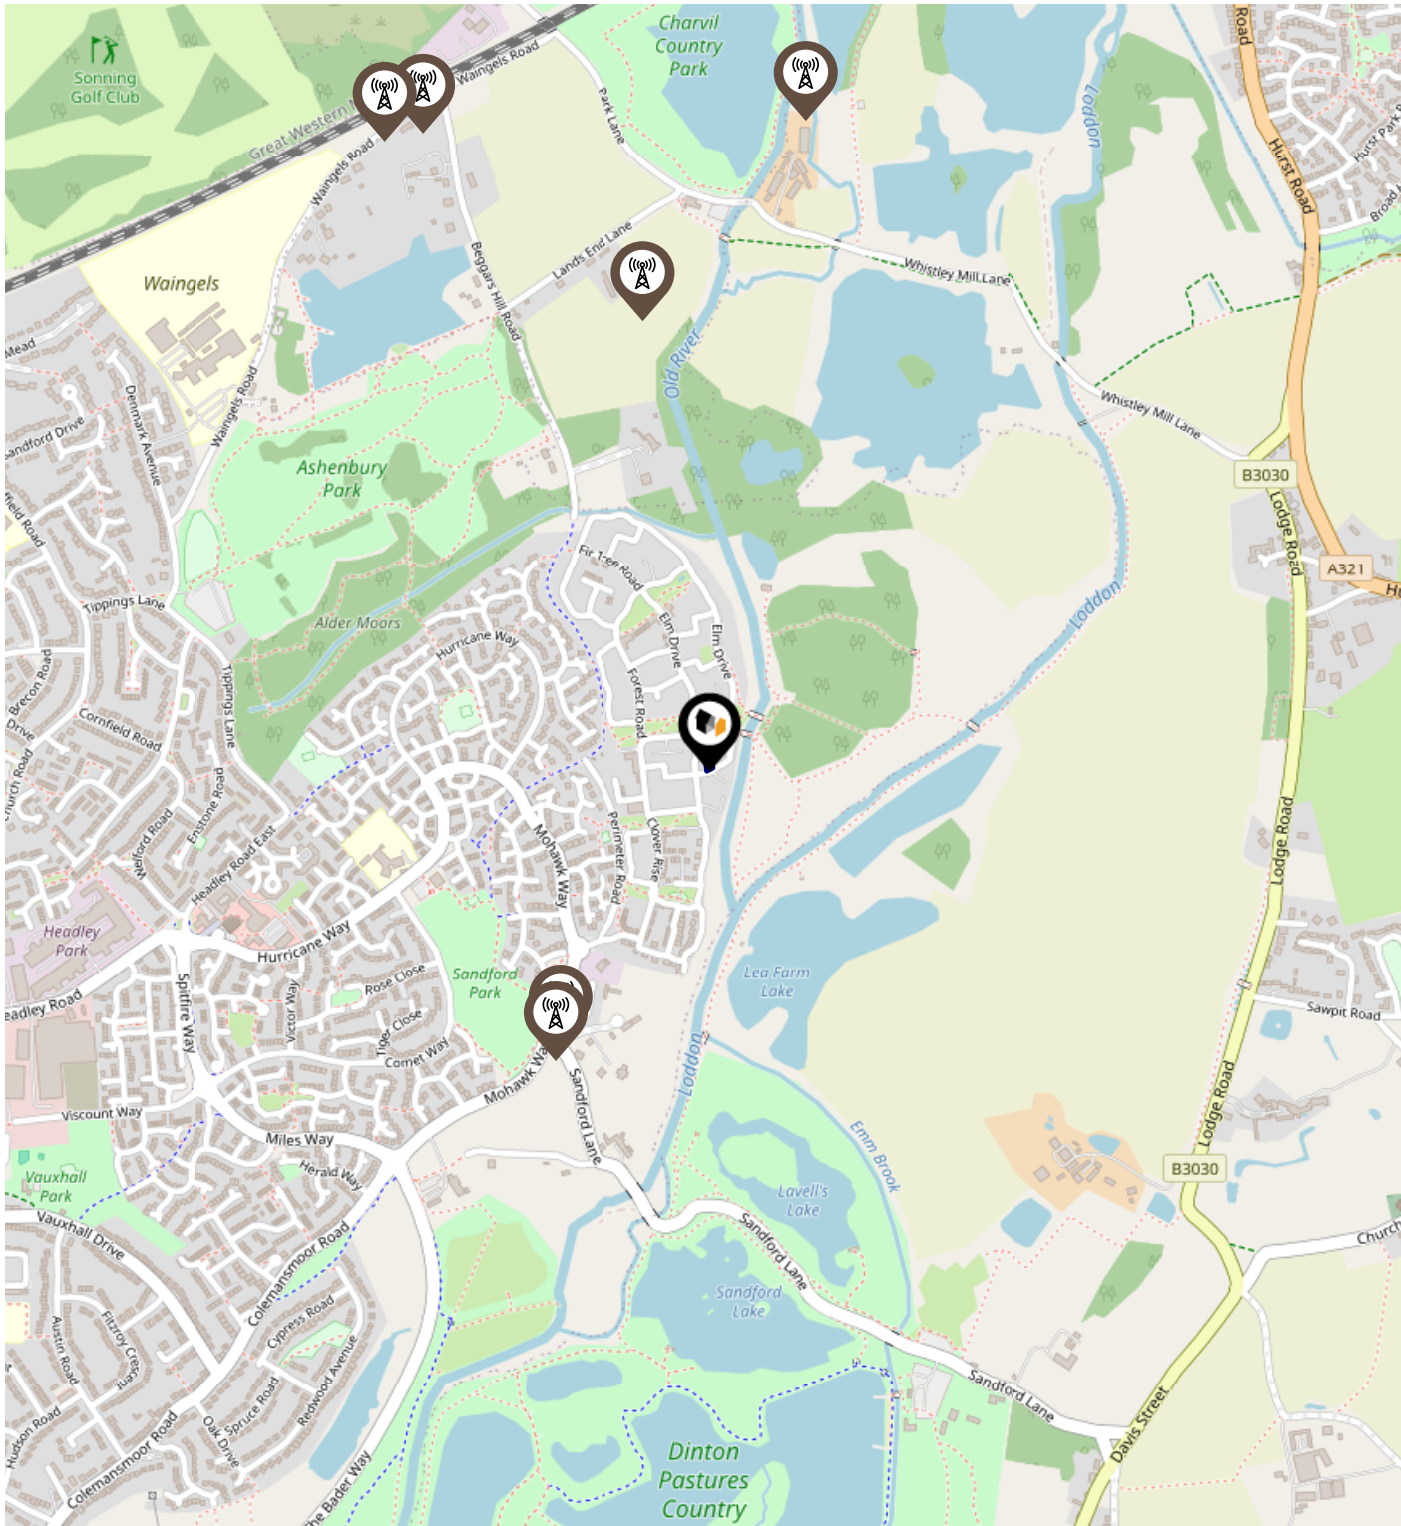 Charvil
Country
Park
Sonning
Golf Club
Waingels Road
Great Western M
Park Lane
Loddon
Road
Hurst Road
Hurst Park R
Broad
Waingels Road
Lands End Lane
Beggars Hill Road
Whistley Mill Lane
Waingels
Mead
Old River
Denmark Avenue
Waingels Road
Whistley Mill Lane
Sandford Drive
Ashenbury
Park
B3030
Lodge Road
ffield Road
Fir Tree Road
A321
Hu
Tippings Lane
Alder Moors
Hurricane Way
Elm Drive
Elm Drive
Loddon
Brecon Road
Tippings Lane
Forest Road
Drive
Cornfield Road
Church Road
Enstone Road
Welford Road
Mohawk Way
Perimeter Road
Clover Rise
Lodge Road
Headley Road East
Headley
Park
Hurricane Way
Sandford
Park
Rose Close
Lea Farm
Lake
eadley Road
Spitfire Way
Victor Way
Tiger Close
Comet Way
Sawpit Road
Mohawk Wa
Sandford Lane
Loddon
Lodge Road
Viscount Way
Miles Way
Emm Brook
Herald Way
B3030
Vauxhall
Park
Lavell's
Lake
Vauxhall Drive
Sandford Lane
Church
Colemansmoor Road
Sandford
Lake
Cypress Road
Austin Road
Fitzroy Crescent
Redwood Avenue
Spruce Road
Sandford Lane
Hudson Road
Oak Drive
Davis Street
Colemansmoor Road
The Bader Way
Dinton
Pastures
Country